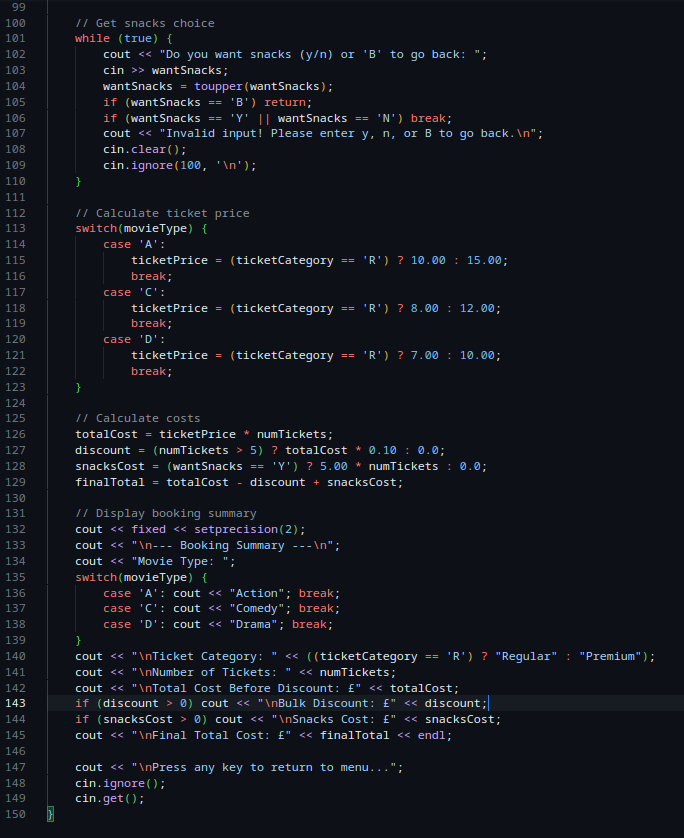 99
100 // Get snacks choice
101 while (true) {
102 cout << "Do you want snacks (y/n) or 'B' to go back: ";
103 cin >> wantSnacks;
104 wantSnacks = toupper(wantSnacks);
105 if (wantSnacks == 'B') return;
106 if (wantSnacks == 'Y' || wantSnacks == 'N') break;
107 cout << "Invalid input! Please enter y, n, or B to go back.\n";
108 cin.clear();
109 cin.ignore(100, '\n');
110 }
111
112 // Calculate ticket price
113 switch(movieType) {
114 case 'A':
115 ticketPrice = (ticketCategory == 'R') ? 10.00 : 15.00;
116 break;
117 case 'C':
118 ticketPrice = (ticketCategory == 'R') ? 8.00 : 12.00;
119 break;
120 case 'D':
121 ticketPrice = (ticketCategory == 'R') ? 7.00 : 10.00;
122 break;
123 }
124
125 // Calculate costs
126 totalCost = ticketPrice * numTickets;
127 discount = (numTickets > 5) ? totalCost * 0.10 : 0.0;
128 snacksCost = (wantSnacks == 'Y') ? 5.00 * numTickets : 0.0;
129 finalTotal = totalCost - discount + snacksCost;
130
131 // Display booking summary
132 cout << fixed << setprecision(2);
133 cout << "\n--- Booking Summary ---\n";
134 cout << "Movie Type: ";
135 switch(movieType) {
136 case 'A': cout << "Action"; break;
137 case 'C': cout << "Comedy"; break;
138 case 'D': cout << "Drama"; break;
139 }
140 cout << "\nTicket Category: " << ((ticketCategory == 'R') ? "Regular" : "Premium");
141 cout << "\nNumber of Tickets: " << numTickets;
142 cout << "\nTotal Cost Before Discount: £" << totalCost;
143 if (discount > 0) cout << "\nBulk Discount: £" << discount;
144 if (snacksCost > 0) cout << "\nSnacks Cost: £" << snacksCost;
145 cout << "\nFinal Total Cost: £" << finalTotal << endl;
146
147 cout << "\nPress any key to return to menu...";
148 cin.ignore();
149 cin.get();
150 }